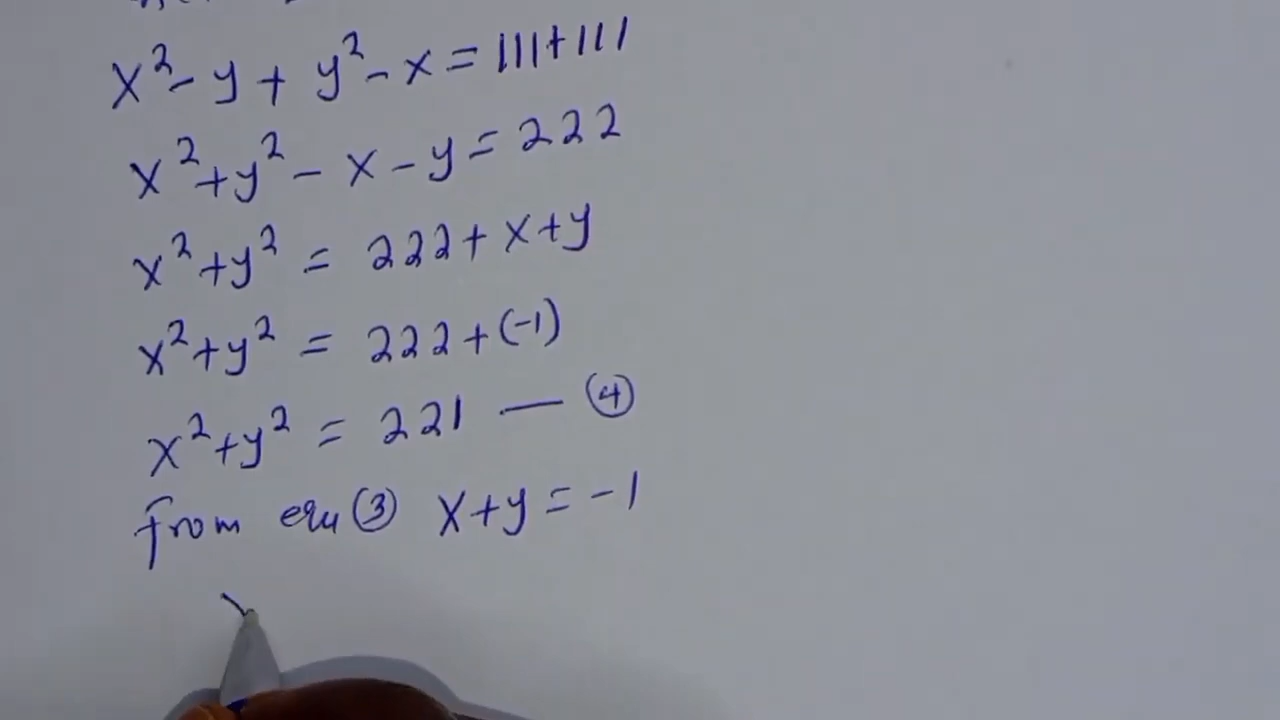 x²-y+y²-x=111+111
x²+y²-x-y=222
x²+y² = 222+x+y
x²+y² = 222+(-1)
x²+y² = 221 — ④
from eqn ③ x+y=-1